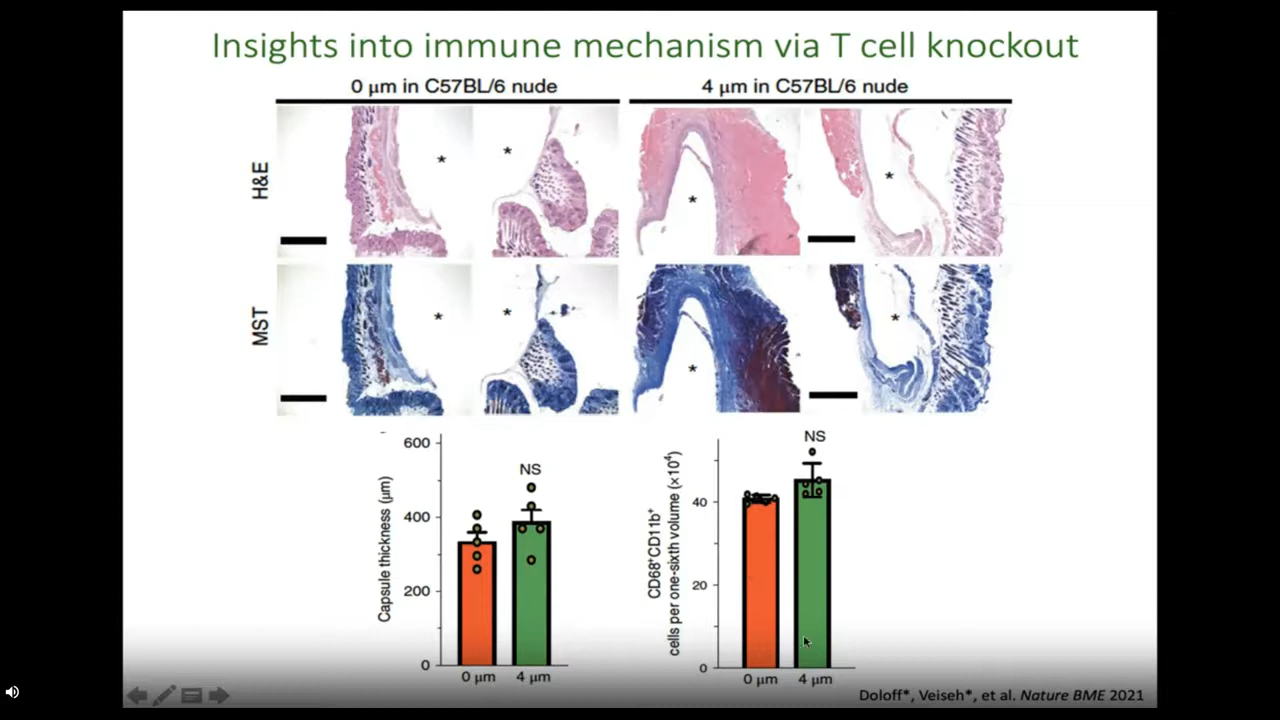 Insights into immune mechanism via T cell knockout
0 µm in C57BL/6 nude
4 µm in C57BL/6 nude
H&E
*
*
*
*
MST
*
*
*
*
600
400
200
0
Capsule thickness (µm)
NS
0 µm
4 µm
40
20
0
CD68⁺CD11b⁺
cells per one-sixth volume (×10⁴)
NS
0 µm
4 µm
Doloff*, Veiseh*, et al. Nature BME 2021